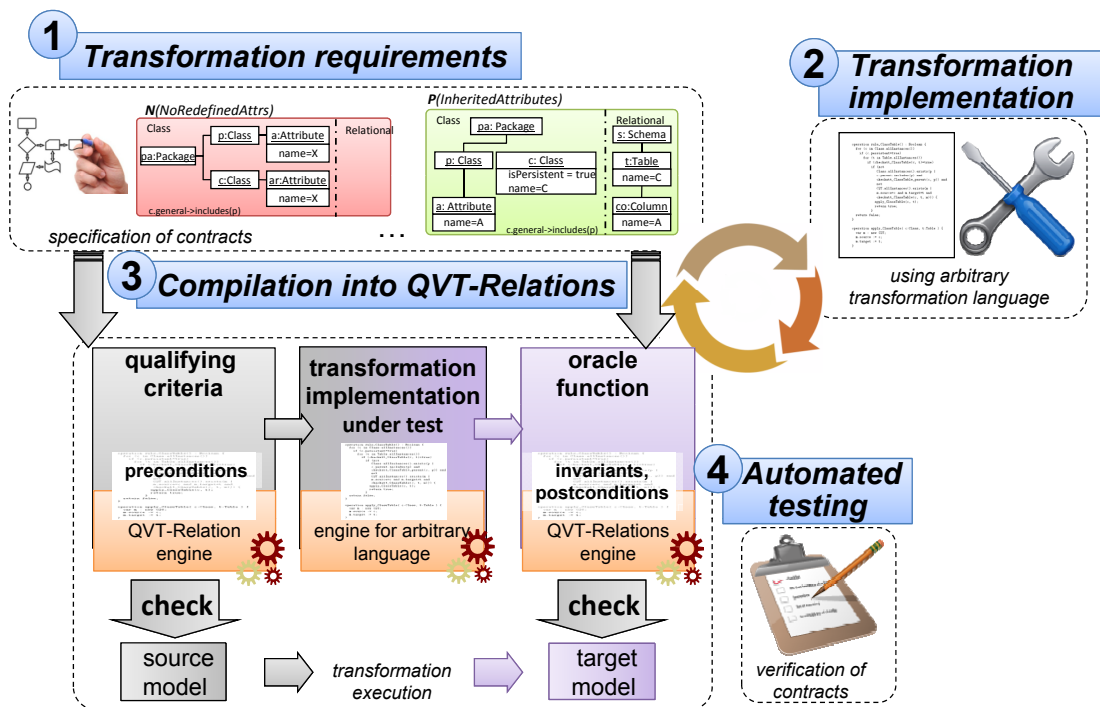 1
Transformation requirements
2
Transformation
implementation
N(NoRedefinedAttrs)
Class
Relational
pa:Package
p:Class
a:Attribute
name=X
c:Class
ar:Attribute
name=X
c.general->includes(p)
P(InheritedAttributes)
Class
Relational
pa: Package
s: Schema
p: Class
c: Class
isPersistent = true
name=C
t:Table
name=C
a: Attribute
name=A
co:Column
name=A
c.general->includes(p)
specification of contracts
...
using arbitrary
transformation language
3
Compilation into QVT-Relations
qualifying
criteria
preconditions
QVT-Relation
engine
transformation
implementation
under test
engine for arbitrary
language
oracle
function
invariants,
postconditions
QVT-Relations
engine
4
Automated
testing
check
check
source
model
transformation
execution
target
model
verification of
contracts